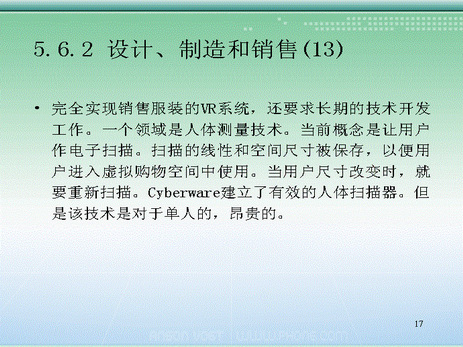 5.6.2 设计、制造和销售(13)
• 完全实现销售服装的VR系统，还要求长期的技术开发
工作。一个领域是人体测量技术。当前概念是让用户
作电子扫描。扫描的线性和空间尺寸被保存，以便用
户进入虚拟购物空间中使用。当用户尺寸改变时，就
要重新扫描。Cyberware建立了有效的人体扫描器。但
是该技术是对于单人的，昂贵的。
17